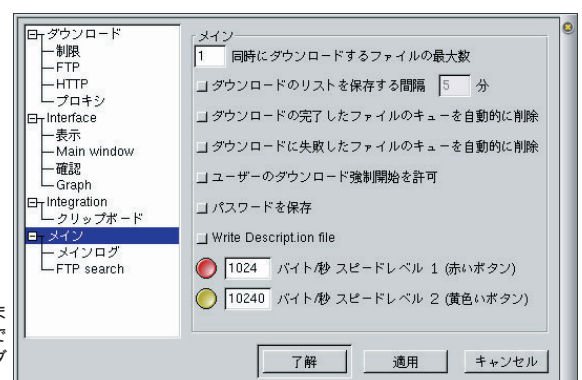 ダウンロード
制限
FTP
HTTP
プロキシ
Interface
表示
Main window
確認
Graph
Integration
クリップボード
メイン
メインログ
FTP search
メイン
1 同時にダウンロードするファイルの最大数
ダウンロードのリストを保存する間隔 5 分
ダウンロードの完了したファイルのキューを自動的に削除
ダウンロードに失敗したファイルのキューを自動的に削除
ユーザーのダウンロード強制開始を許可
パスワードを保存
Write Descript.ion file
1024 バイト/秒 スピードレベル 1 (赤いボタン)
10240 バイト/秒 スピードレベル 2 (黄色いボタン)
了解 適用 キャンセル
ま
で